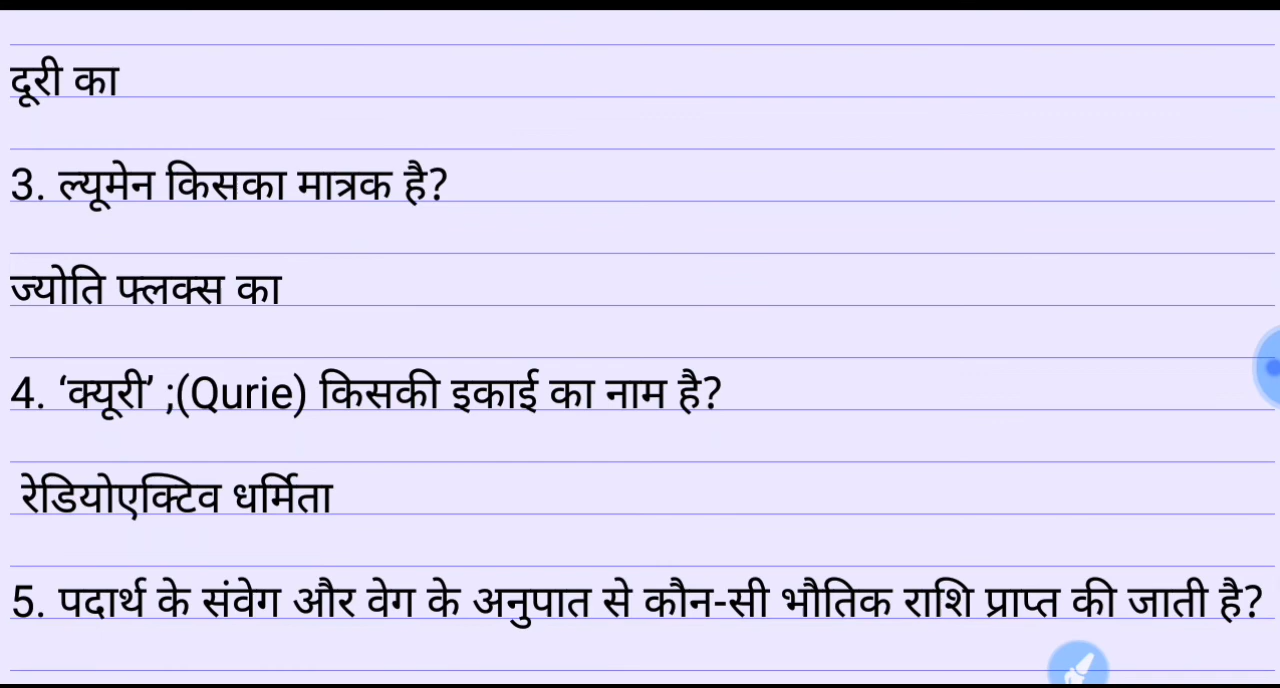 दूरी का
3. ल्यूमेन किसका मात्रक है?
ज्योति फ्लक्स का
4. ‘क्यूरी’ ;(Qurie) किसकी इकाई का नाम है?
रेडियोएक्टिव धर्मिता
5. पदार्थ के संवेग और वेग के अनुपात से कौन-सी भौतिक राशि प्राप्त की जाती है?